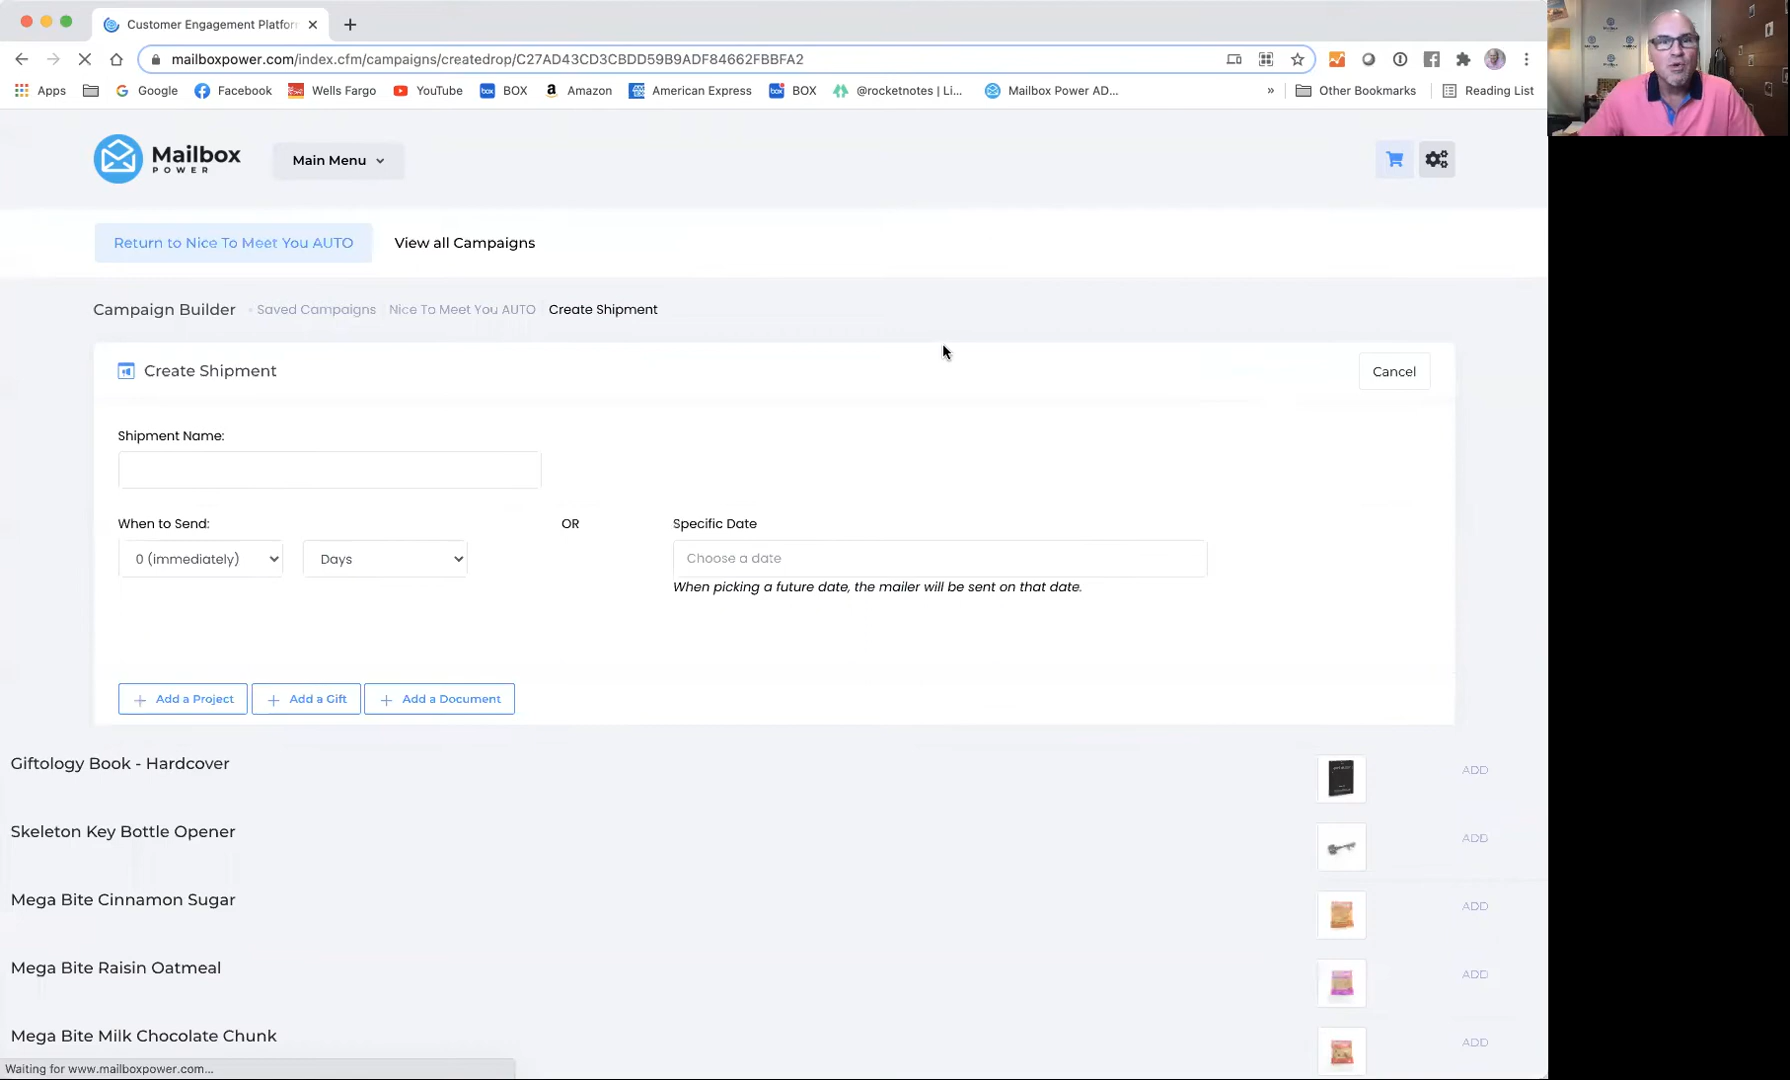 Customer Engagement Platfor
mailboxpower.com/index.cfm/campaigns/createdrop/C27AD43CD3CBDD59B9ADF84662FBBFA2
Apps Google Facebook Wells Fargo YouTube BOX Amazon American Express BOX @rocketnotes | Li... Mailbox Power AD... » Other Bookmarks Reading List
Mailbox
POWER
Main Menu
Return to Nice To Meet You AUTO View all Campaigns
Campaign Builder Saved Campaigns Nice To Meet You AUTO Create Shipment
Create Shipment Cancel
Shipment Name:
When to Send: OR Specific Date
0 (immediately) Days Choose a date
When picking a future date, the mailer will be sent on that date.
+ Add a Project + Add a Gift + Add a Document
Giftology Book - Hardcover ADD
Skeleton Key Bottle Opener ADD
Mega Bite Cinnamon Sugar ADD
Mega Bite Raisin Oatmeal ADD
Mega Bite Milk Chocolate Chunk ADD
Waiting for www.mailboxpower.com...